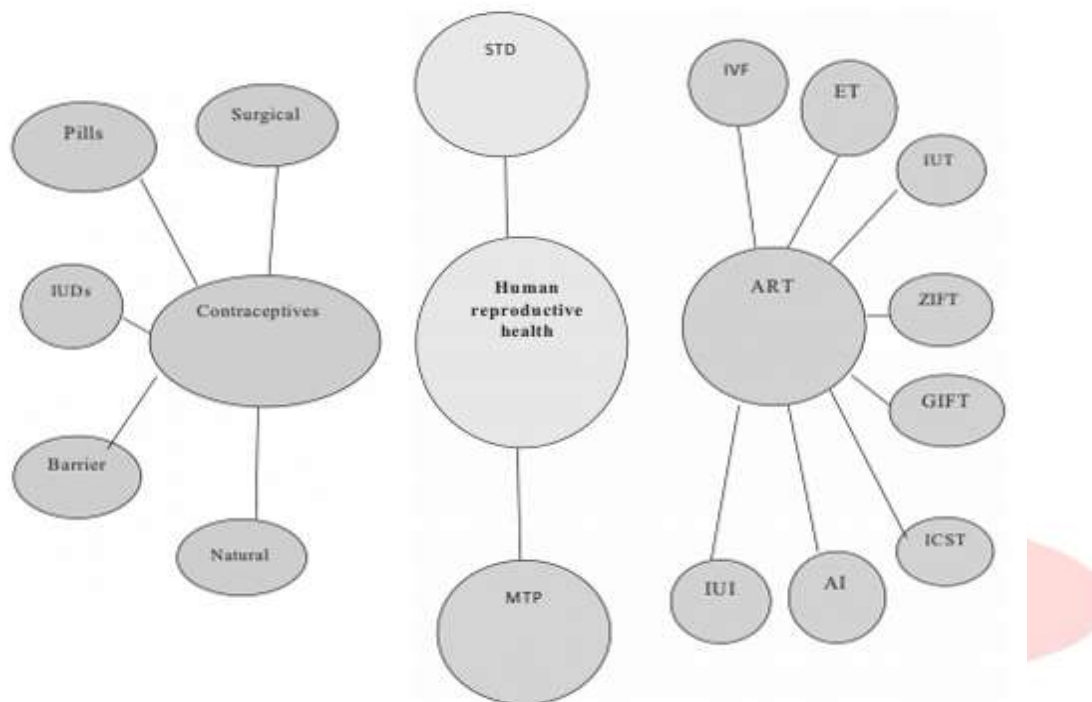 STD
IVF
ET
Surgical
Pills
IUT
IUDs
Contraceptives
Human
reproductive
health
ART
ZIFT
GIFT
Barrier
Natural
ICST
MTP
IUI
AI